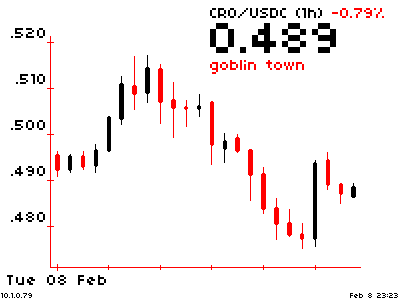 CRO/USDC (1h) -0.79%
0.489
goblin town
.520
.510
.500
.490
.480
Tue 08 Feb
10.1.0.79
Feb 8 23:23